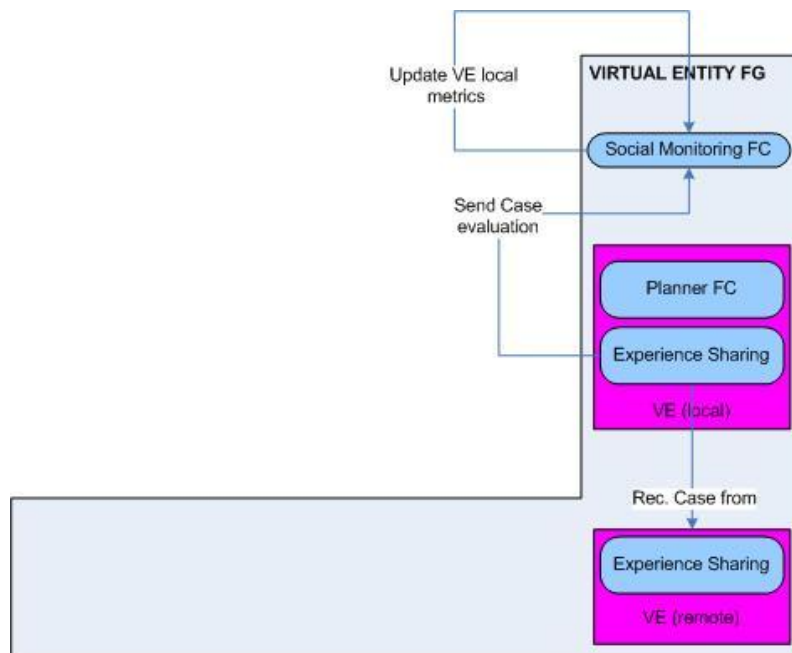 VIRTUAL ENTITY FG
Update VE local
metrics
Social Monitoring FC
Send Case
evaluation
Planner FC
Experience Sharing
VE (local)
Rec. Case from
Experience Sharing
VE (remote)